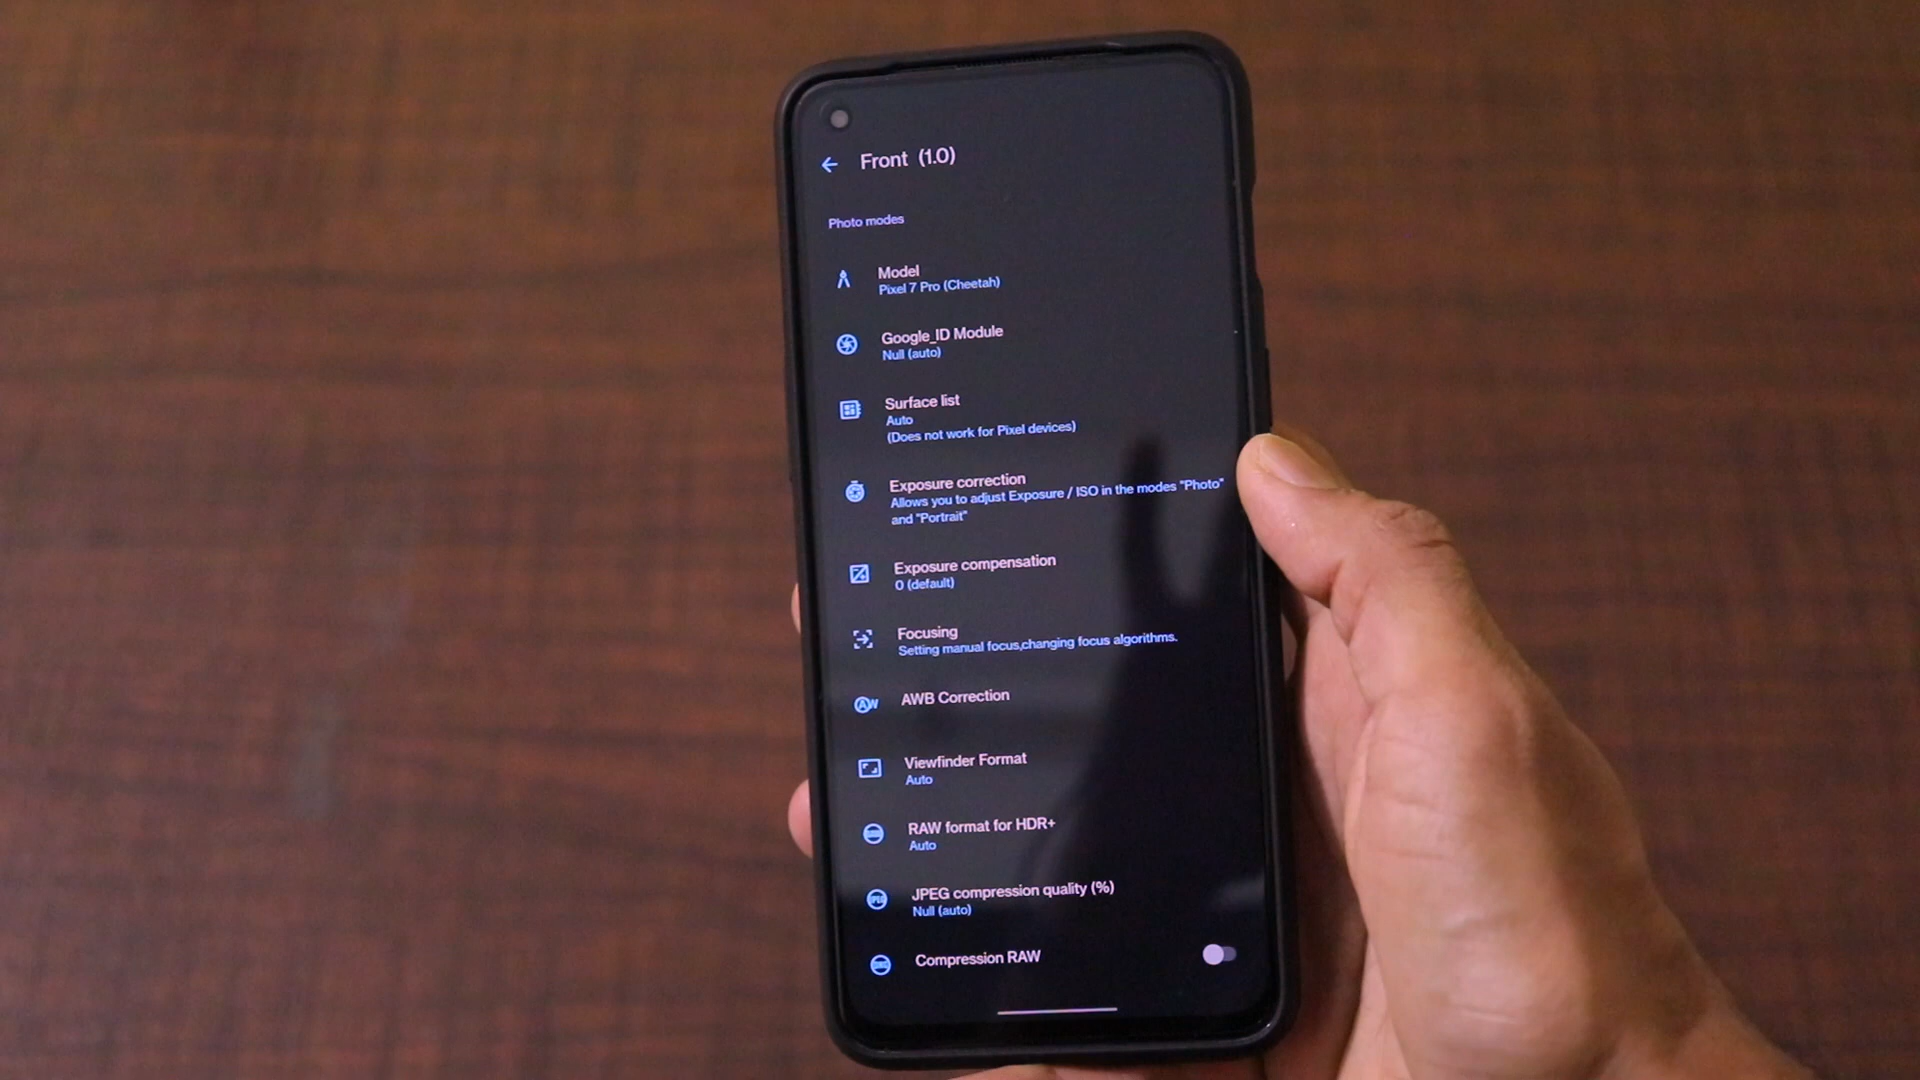 Front (1.0)
Photo modes
Model
Pixel 7 Pro (Cheetah)
Google_ID Module
Null (auto)
Surface list
Auto
(Does not work for Pixel devices)
Exposure correction
Allows you to adjust Exposure / ISO in the modes "Photo"
and "Portrait"
Exposure compensation
0 (default)
Focusing
Setting manual focus,changing focus algorithms.
AWB Correction
Viewfinder Format
Auto
RAW format for HDR+
Auto
JPEG compression quality (%)
Null (auto)
Compression RAW